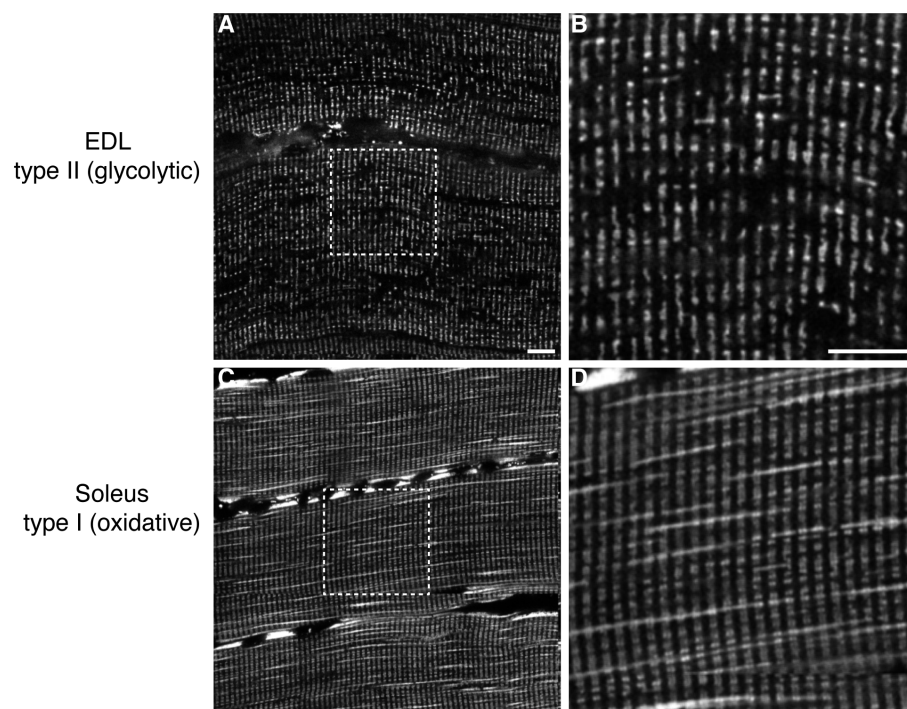 A
B
EDL
type II (glycolytic)
C
D
Soleus
type I (oxidative)